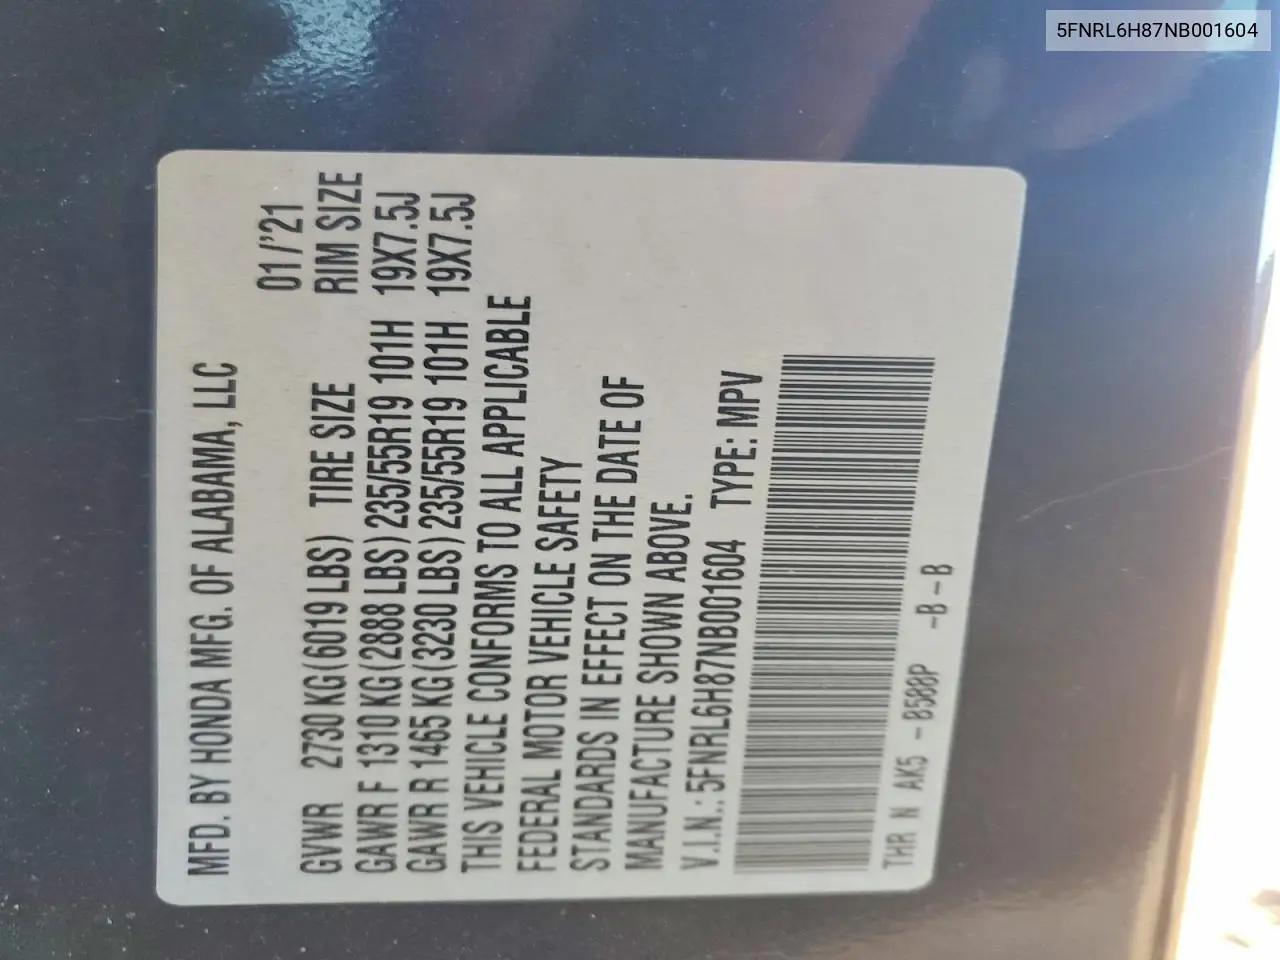 5FNRL6H87NB001604
MFD. BY HONDA MFG. OF ALABAMA, LLC
01/'21
GVWR 2730 KG(6019 LBS) TIRE SIZE RIM SIZE
GAWR F 1310 KG(2888 LBS) 235/55R19 101H 19X7.5J
GAWR R 1465 KG(3230 LBS) 235/55R19 101H 19X7.5J
THIS VEHICLE CONFORMS TO ALL APPLICABLE
FEDERAL MOTOR VEHICLE SAFETY
STANDARDS IN EFFECT ON THE DATE OF
MANUFACTURE SHOWN ABOVE.
V.I.N.: 5FNRL6H87NB001604 TYPE: MPV
THR N AK5 - B588P -B-B